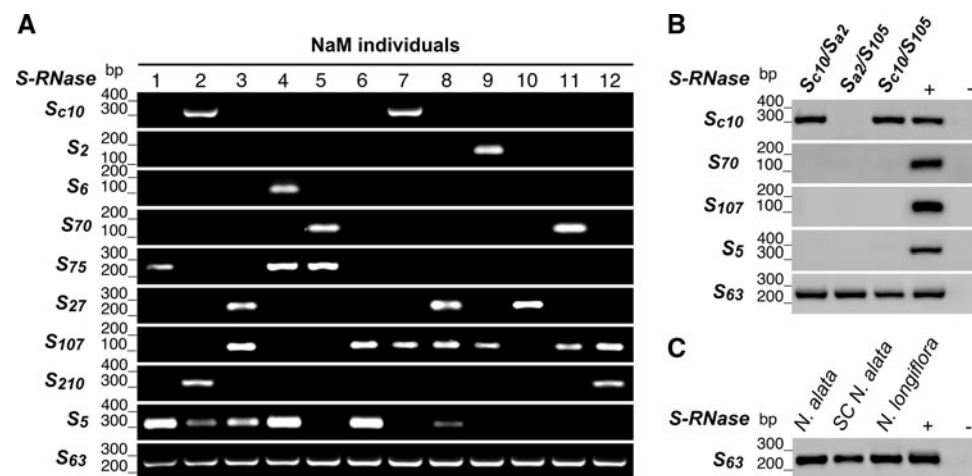 A
NaM individuals
S-RNase bp 1 2 3 4 5 6 7 8 9 10 11 12
Sc10 400 300
S2 200 100
S6 200 100
S70 200 100
S75 300 200
S27 300 200
S107 200 100
S210 400 300
S5 400 300
S63 300 200
B
Sc10/Sa2 Sa2/S105 Sc10/S105
S-RNase bp + -
Sc10 400 300
S70 200 100
S107 200 100
S5 400 300
S63 300 200
C
N. alata SC N. alata N. longiflora
S-RNase bp + -
S63 300 200